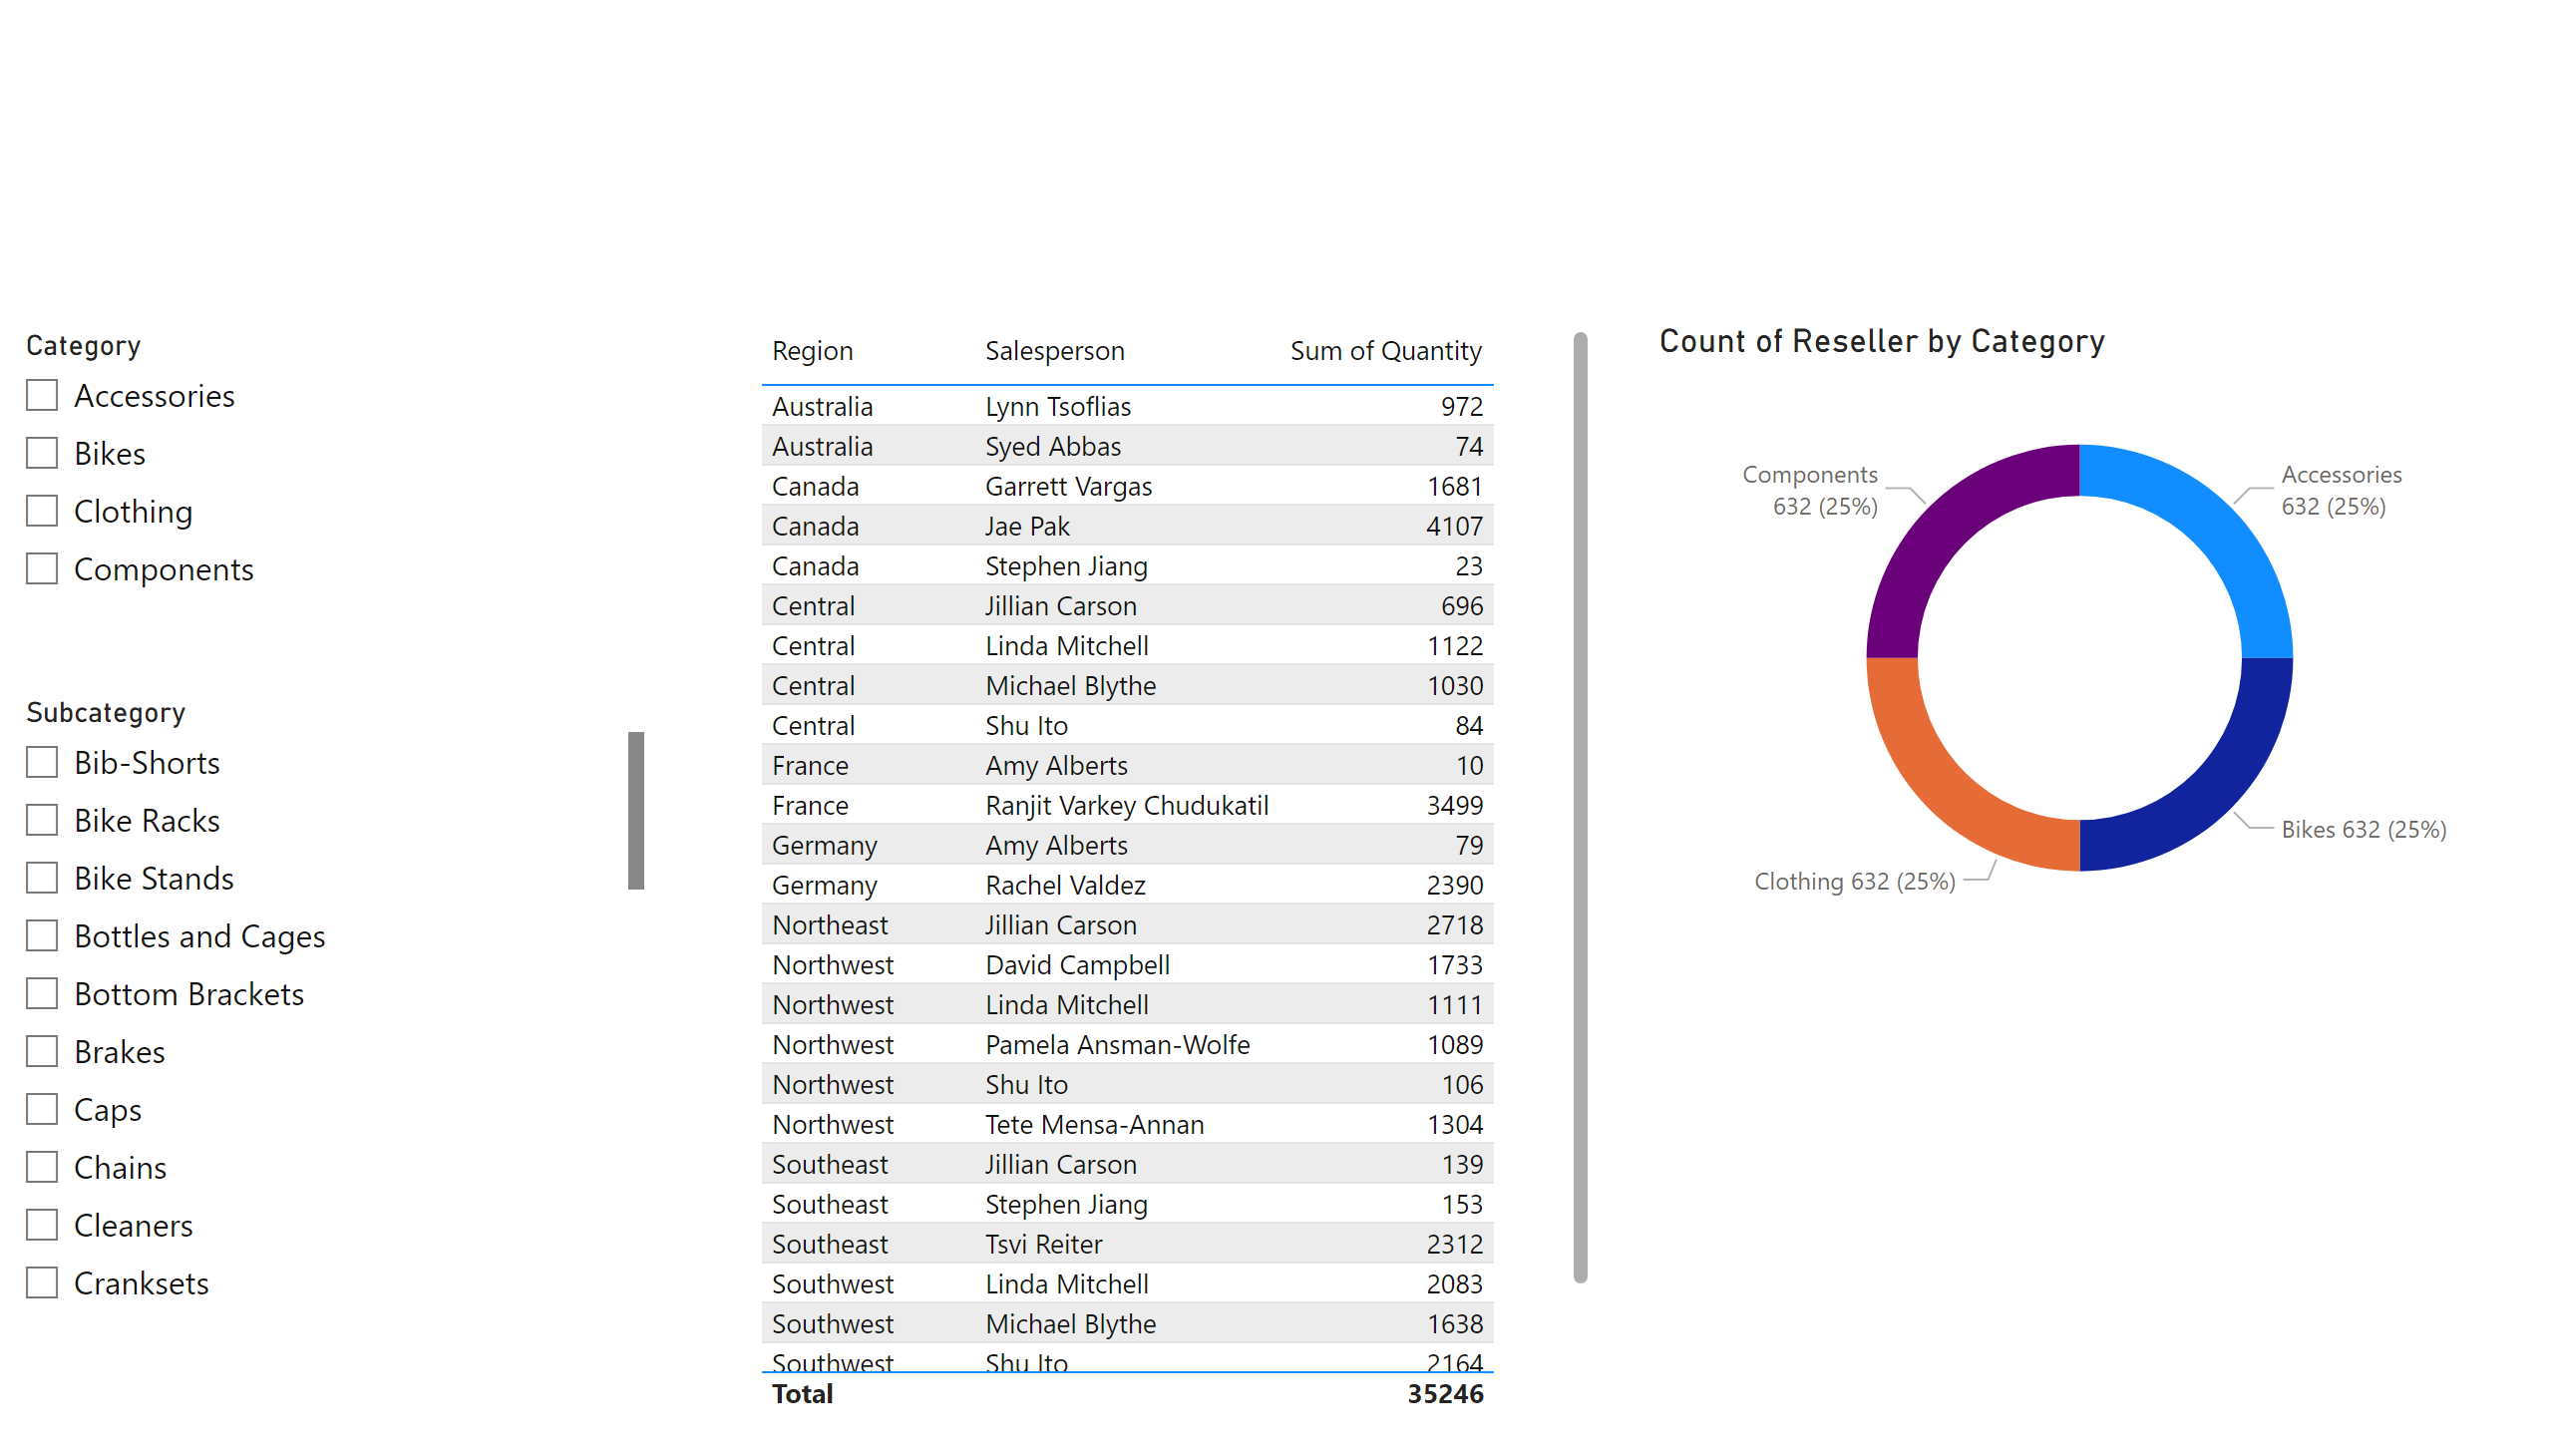 Category
Accessories
Bikes
Clothing
Components
Subcategory
Bib-Shorts
Bike Racks
Bike Stands
Bottles and Cages
Bottom Brackets
Brakes
Caps
Chains
Cleaners
Cranksets
Region Salesperson Sum of Quantity
Australia Lynn Tsoflias 972
Australia Syed Abbas 74
Canada Garrett Vargas 1681
Canada Jae Pak 4107
Canada Stephen Jiang 23
Central Jillian Carson 696
Central Linda Mitchell 1122
Central Michael Blythe 1030
Central Shu Ito 84
France Amy Alberts 10
France Ranjit Varkey Chudukatil 3499
Germany Amy Alberts 79
Germany Rachel Valdez 2390
Northeast Jillian Carson 2718
Northwest David Campbell 1733
Northwest Linda Mitchell 1111
Northwest Pamela Ansman-Wolfe 1089
Northwest Shu Ito 106
Northwest Tete Mensa-Annan 1304
Southeast Jillian Carson 139
Southeast Stephen Jiang 153
Southeast Tsvi Reiter 2312
Southwest Linda Mitchell 2083
Southwest Michael Blythe 1638
Southwest Shu Ito 2164
Total 35246
Count of Reseller by Category
Components
632 (25%)
Accessories
632 (25%)
Bikes 632 (25%)
Clothing 632 (25%)